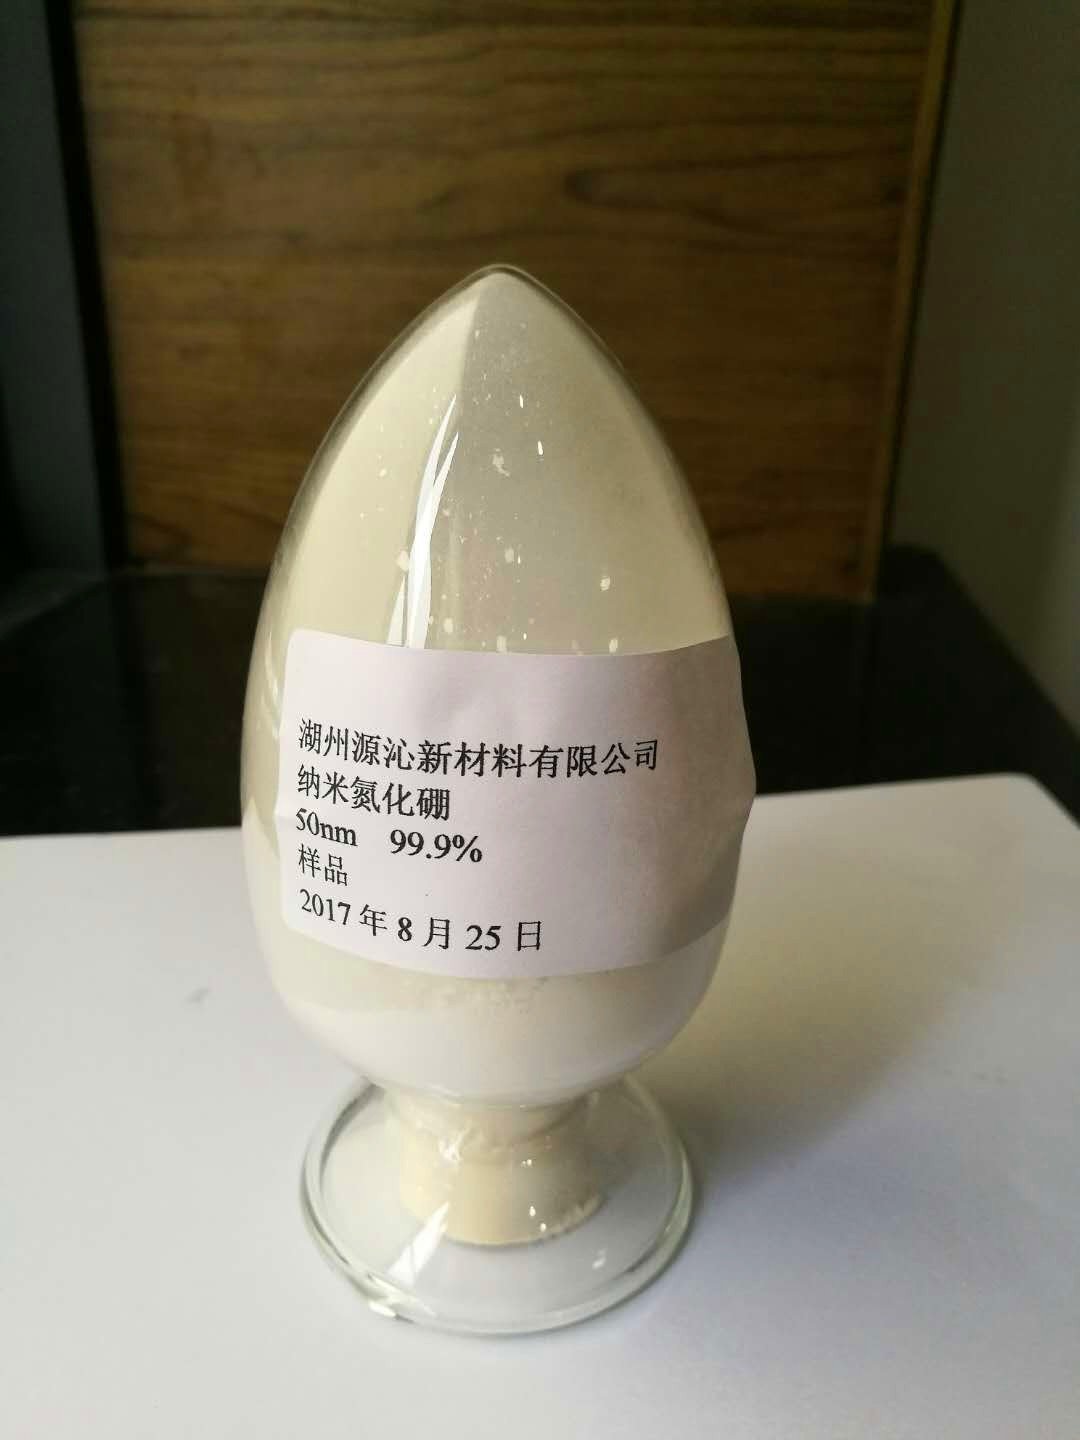 湖州源沁新材料有限公司
纳米氮化硼
50nm 99.9%
样品
2017年8月25日